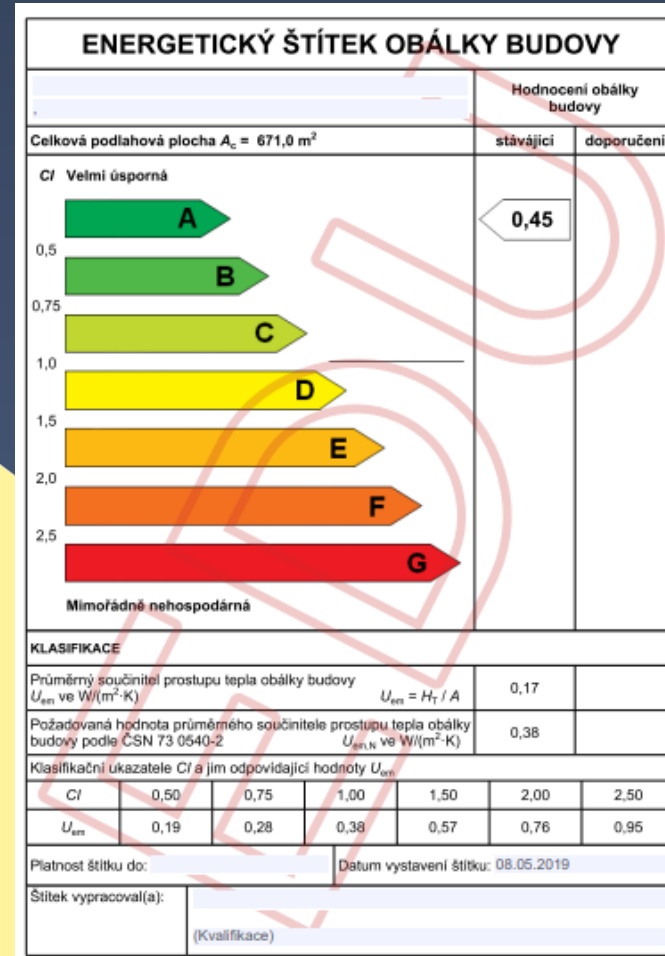 ENERGETICKÝ ŠTÍTEK OBÁLKY BUDOVY
Hodnocení obálky
budovy
,
Celková podlahová plocha Ac = 671,0 m²
stávající
doporučení
CI Velmi úsporná
A
0,45
0,5
B
0,75
C
1,0
D
1,5
E
2,0
F
2,5
G
Mimořádně nehospodárná
KLASIFIKACE
Průměrný součinitel prostupu tepla obálky budovy
Uem ve W/(m²·K) Uem = HT / A
0,17
Požadovaná hodnota průměrného součinitele prostupu tepla obálky
budovy podle ČSN 73 0540-2 Uem,N ve W/(m²·K)
0,38
Klasifikační ukazatele CI a jim odpovídající hodnoty Uem
CI 0,50 0,75 1,00 1,50 2,00 2,50
Uem 0,19 0,28 0,38 0,57 0,76 0,95
Platnost štítku do: Datum vystavení štítku: 08.05.2019
Štítek vypracoval(a):
(Kvalifikace)